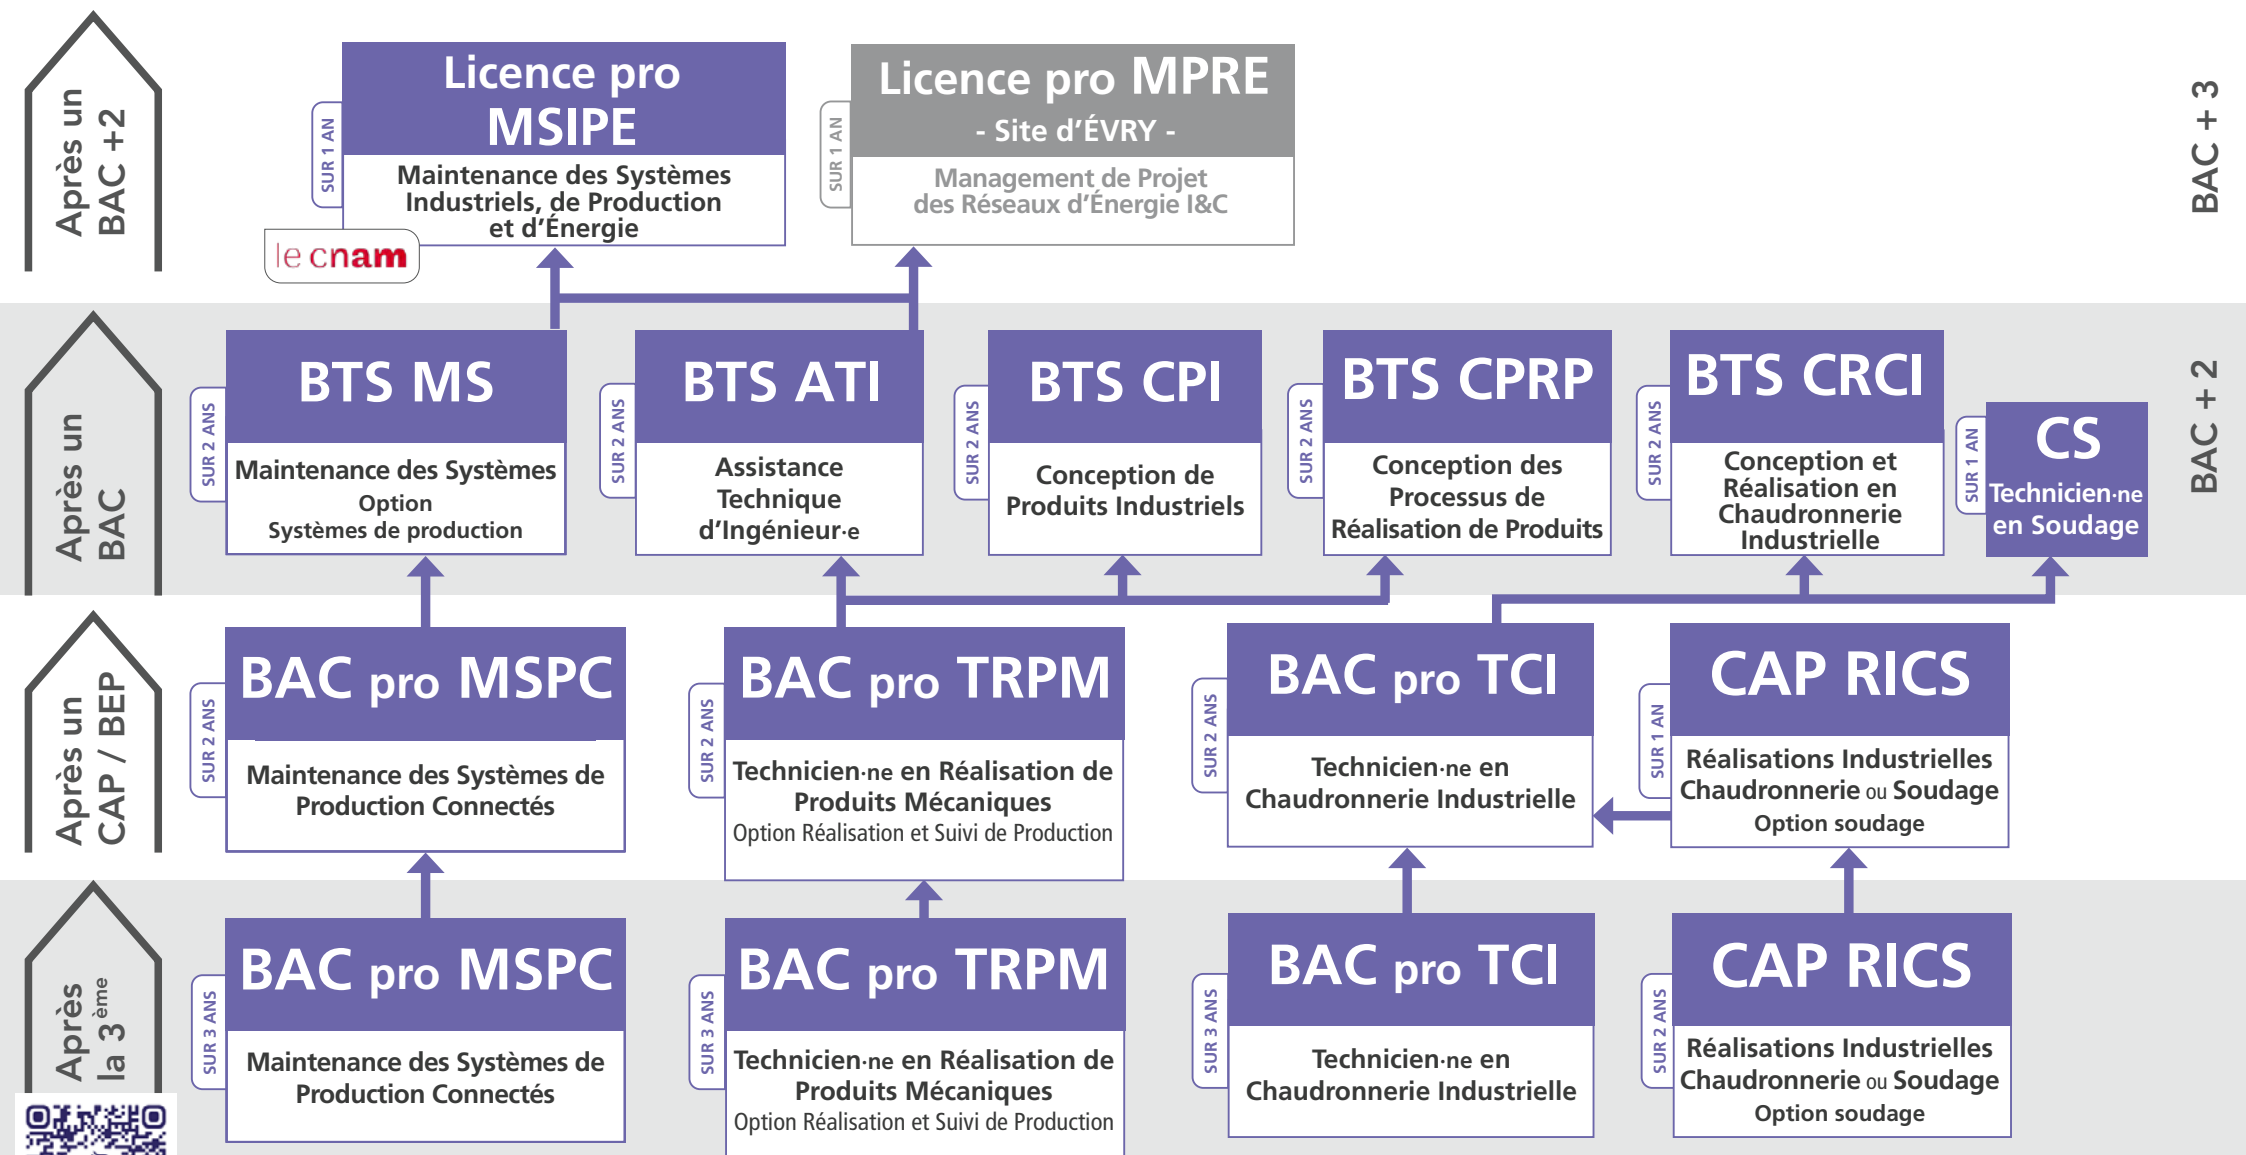 Après un
BAC +2
SUR 1 AN
Licence pro
MSIPE
Maintenance des Systèmes
Industriels, de Production
et d'Énergie
le cnam
SUR 1 AN
Licence pro MPRE
- Site d'ÉVRY -
Management de Projet
des Réseaux d'Énergie I&C
BAC + 3
Après un
BAC
SUR 2 ANS
BTS MS
Maintenance des Systèmes
Option
Systèmes de production
SUR 2 ANS
BTS ATI
Assistance
Technique
d'Ingénieur·e
SUR 2 ANS
BTS CPI
Conception de
Produits Industriels
SUR 2 ANS
BTS CPRP
Conception des
Processus de
Réalisation de Produits
SUR 2 ANS
BTS CRCI
Conception et
Réalisation en
Chaudronnerie
Industrielle
SUR 1 AN
CS
Technicien·ne
en Soudage
BAC + 2
Après un
CAP / BEP
SUR 2 ANS
BAC pro MSPC
Maintenance des Systèmes de
Production Connectés
SUR 2 ANS
BAC pro TRPM
Technicien·ne en Réalisation de
Produits Mécaniques
Option Réalisation et Suivi de Production
SUR 2 ANS
BAC pro TCI
Technicien·ne en
Chaudronnerie Industrielle
SUR 1 AN
CAP RICS
Réalisations Industrielles
Chaudronnerie ou Soudage
Option soudage
Après
la 3ème
SUR 3 ANS
BAC pro MSPC
Maintenance des Systèmes de
Production Connectés
SUR 3 ANS
BAC pro TRPM
Technicien·ne en Réalisation de
Produits Mécaniques
Option Réalisation et Suivi de Production
SUR 3 ANS
BAC pro TCI
Technicien·ne en
Chaudronnerie Industrielle
SUR 2 ANS
CAP RICS
Réalisations Industrielles
Chaudronnerie ou Soudage
Option soudage